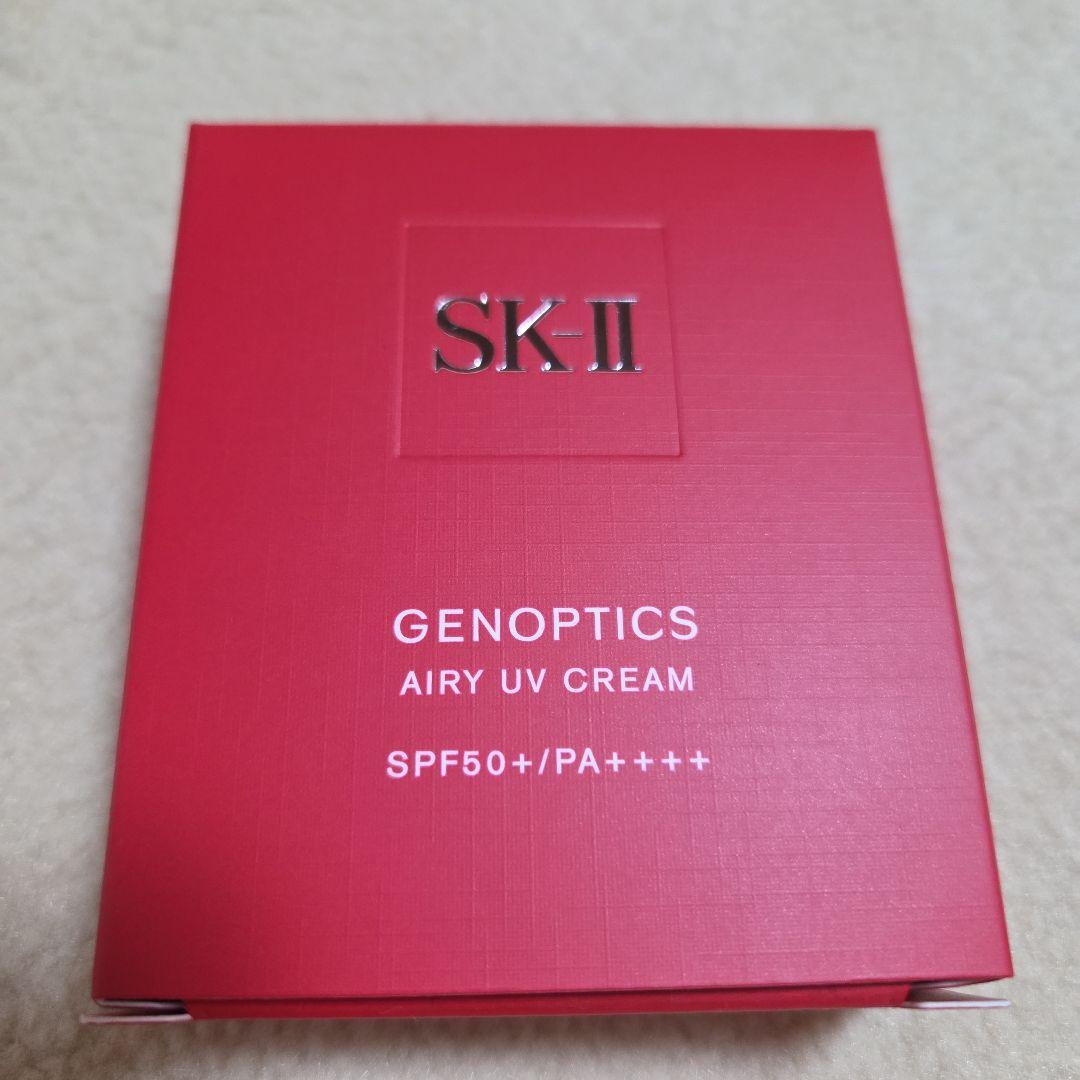 SK-II
GENOPTICS
AIRY UV CREAM
SPF50+/PA++++